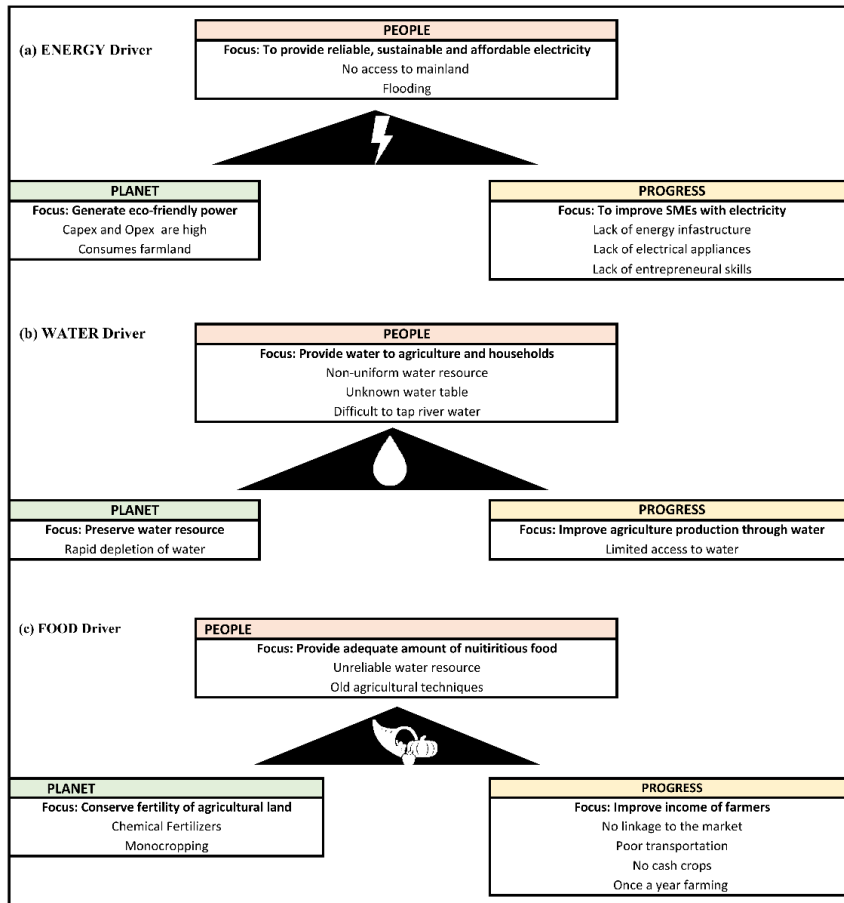 PEOPLE
(a) ENERGY Driver
Focus: To provide reliable, sustainable and affordable electricity
No access to mainland
Flooding
PLANET
Focus: Generate eco-friendly power
Capex and Opex are high
Consumes farmland
PROGRESS
Focus: To improve SMEs with electricity
Lack of energy infastructure
Lack of electrical appliances
Lack of entrepreneural skills
(b) WATER Driver
PEOPLE
Focus: Provide water to agriculture and households
Non-uniform water resource
Unknown water table
Difficult to tap river water
PLANET
Focus: Preserve water resource
Rapid depletion of water
PROGRESS
Focus: Improve agriculture production through water
Limited access to water
(c) FOOD Driver
PEOPLE
Focus: Provide adequate amount of nuitiritious food
Unreliable water resource
Old agricultural techniques
PLANET
Focus: Conserve fertility of agricultural land
Chemical Fertilizers
Monocropping
PROGRESS
Focus: Improve income of farmers
No linkage to the market
Poor transportation
No cash crops
Once a year farming